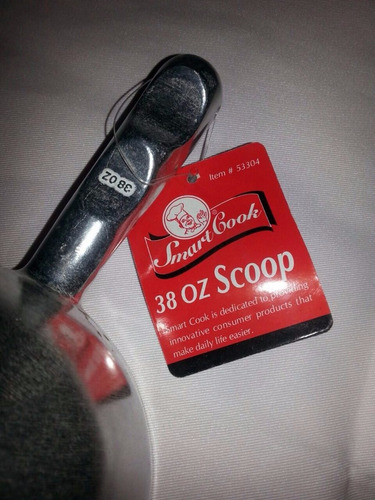 38 OZ
Item # 53304
Smart Cook
38 OZ Scoop
Smart Cook is dedicated to providing
innovative consumer products that
make daily life easier.